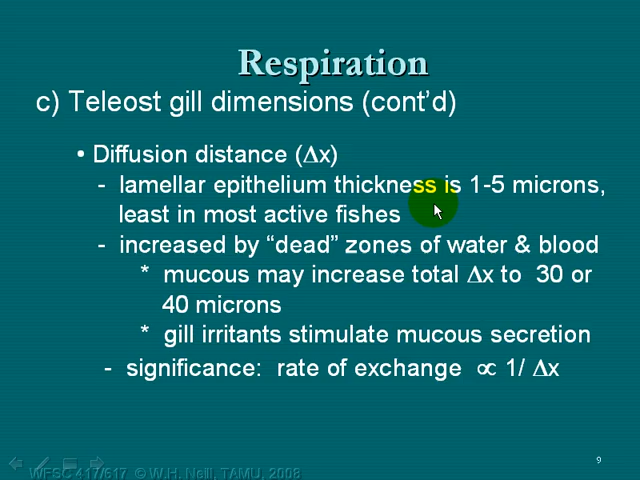 Respiration
c) Teleost gill dimensions (cont'd)
• Diffusion distance (Δx)
- lamellar epithelium thickness is 1-5 microns,
least in most active fishes
- increased by “dead” zones of water & blood
* mucous may increase total Δx to 30 or
40 microns
* gill irritants stimulate mucous secretion
- significance: rate of exchange ∝ 1/ Δx
9
WFSC 417/617 © W.H. Neill, TAMU, 2008